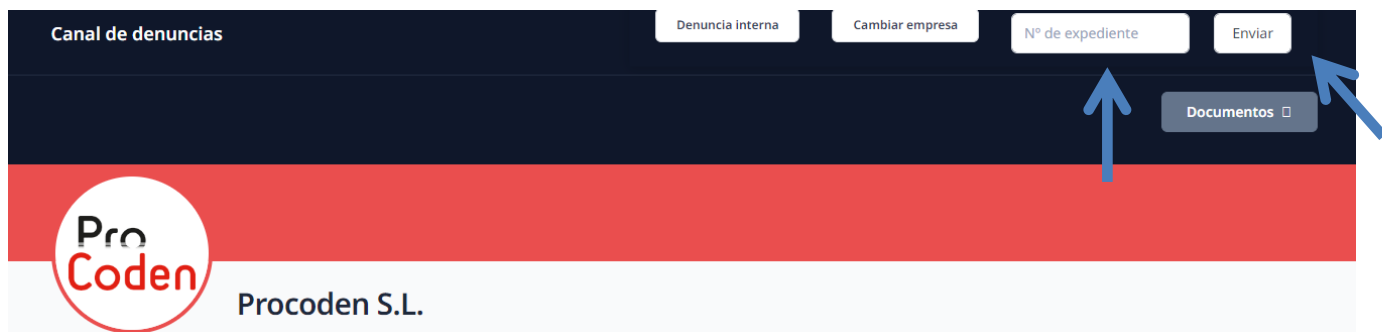 Canal de denuncias
Denuncia interna
Cambiar empresa
Nº de expediente
Enviar
Documentos
Pro
Coden
Procoden S.L.